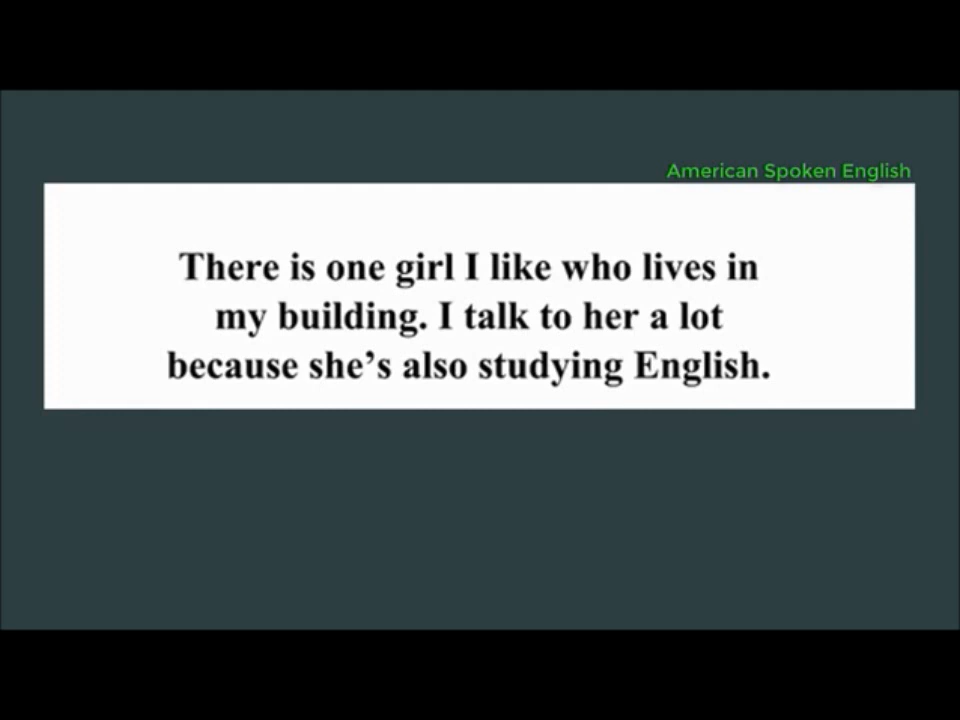 American Spoken English
There is one girl I like who lives in
my building. I talk to her a lot
because she’s also studying English.